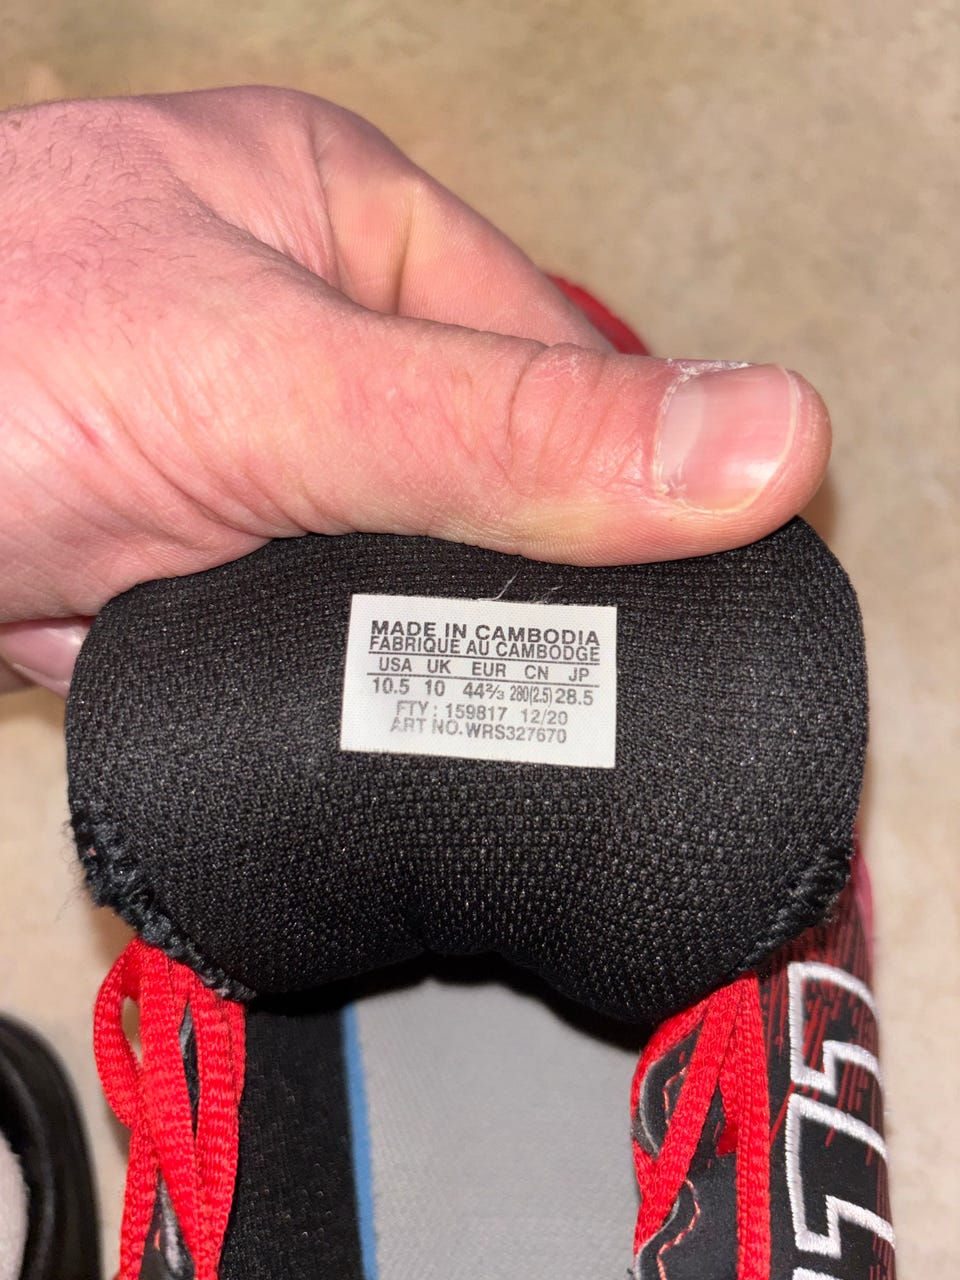 MADE IN CAMBODIA
FABRIQUE AU CAMBODGE
USA UK EUR CN JP
10.5 10 44⅔ 280(2.5) 28.5
FTY : 159817 12/20
ART NO. WRS327670